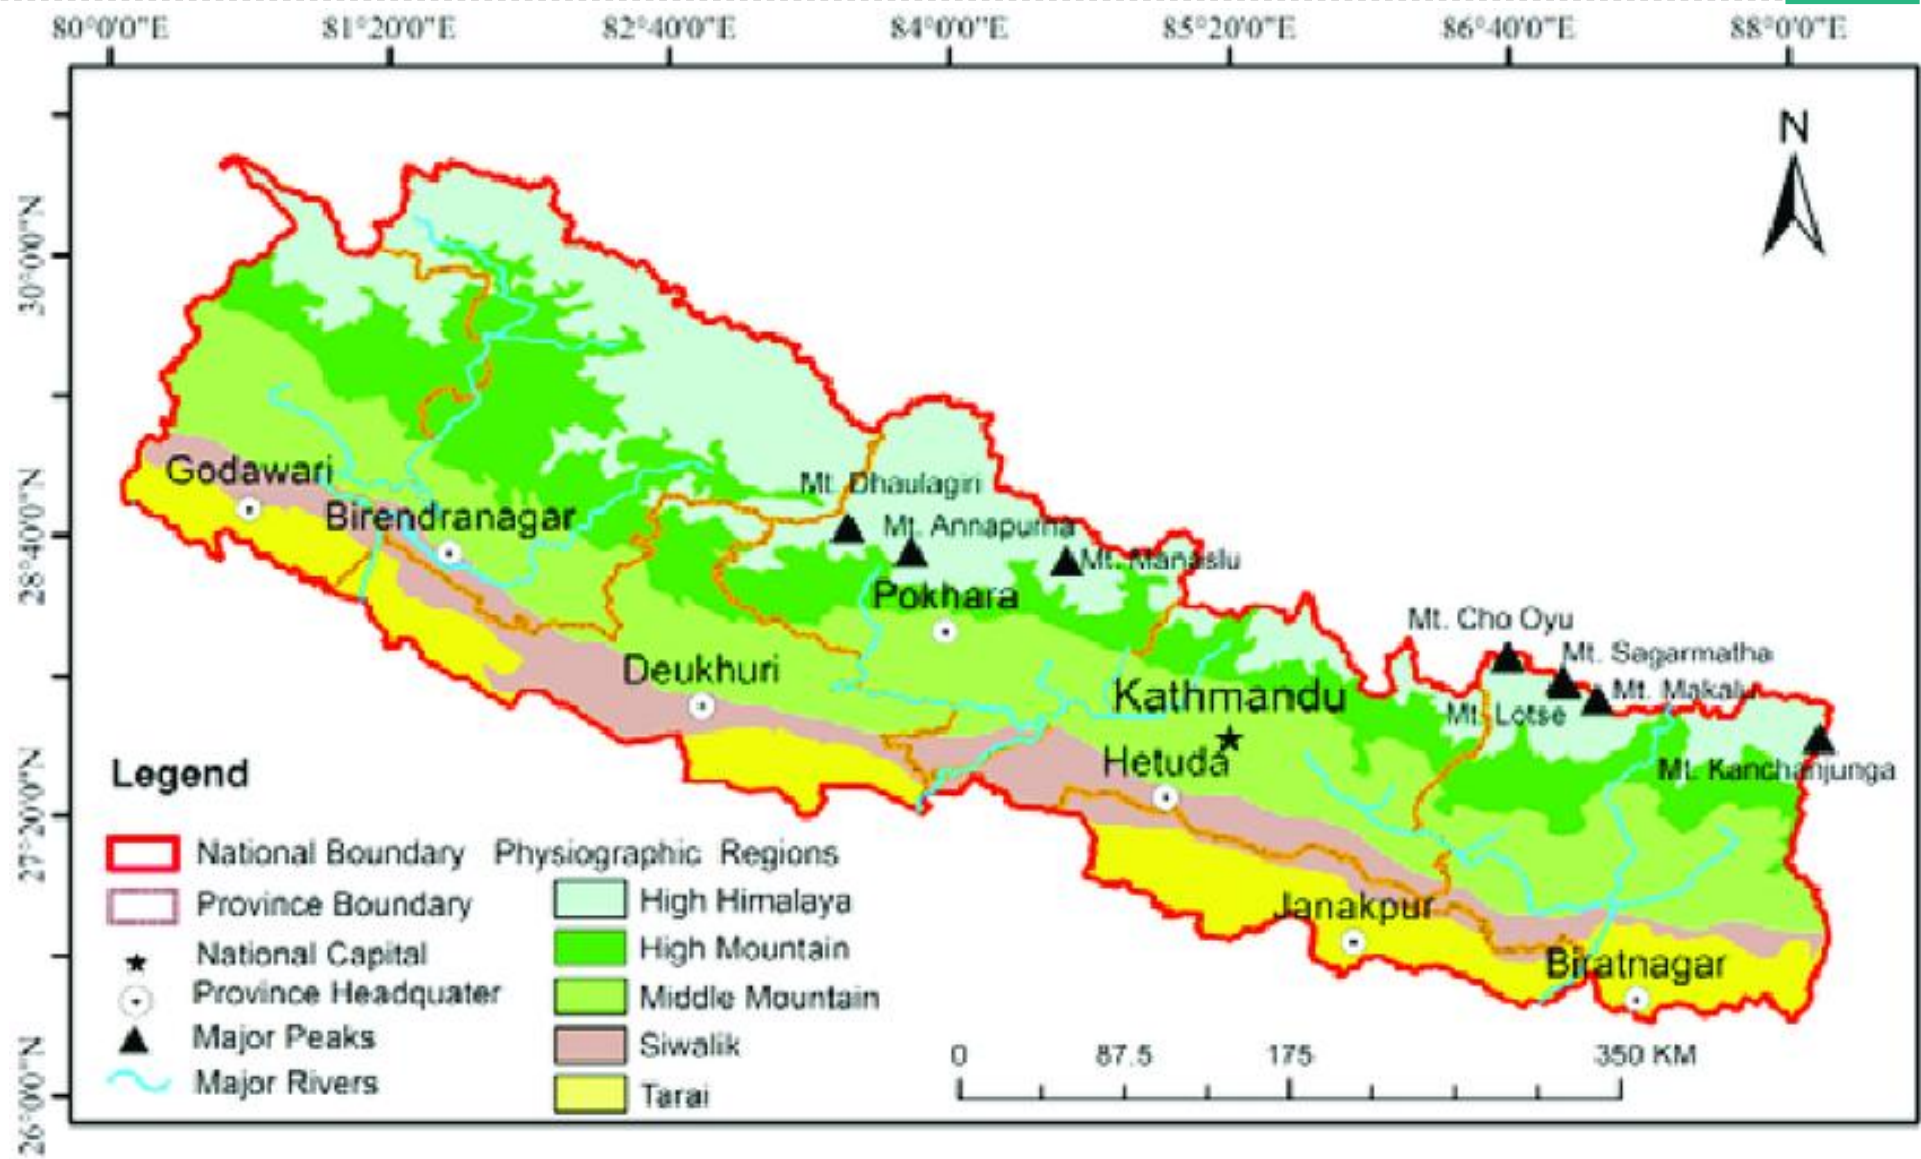 80°0'0"E 81°20'0"E 82°40'0"E 84°0'0"E 85°20'0"E 86°40'0"E 88°0'0"E
N
30°0'0"N
28°40'0"N
27°20'0"N
26°0'0"N
Godawari
Birendranagar
Mt. Dhaulagiri
Mt. Annapurna
Mt. Manaslu
Pokhara
Deukhuri
Mt. Cho Oyu
Mt. Sagarmatha
Mt. Makalu
Mt. Lotse
Kathmandu
Hetuda
Mt. Kanchanjunga
Janakpur
Biratnagar
Legend
National Boundary
Province Boundary
National Capital
Province Headquater
Major Peaks
Major Rivers
Physiographic Regions
High Himalaya
High Mountain
Middle Mountain
Siwalik
Tarai
0 87.5 175 350 KM